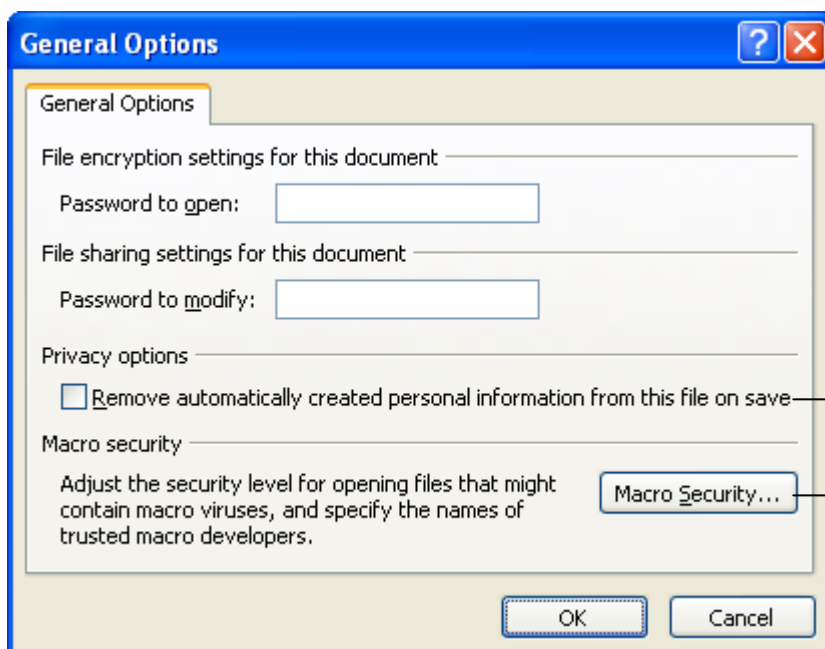 General Options
General Options
File encryption settings for this document
Password to open:
File sharing settings for this document
Password to modify:
Privacy options
Remove automatically created personal information from this file on save
Macro security
Adjust the security level for opening files that might
contain macro viruses, and specify the names of
trusted macro developers.
Macro Security...
OK
Cancel